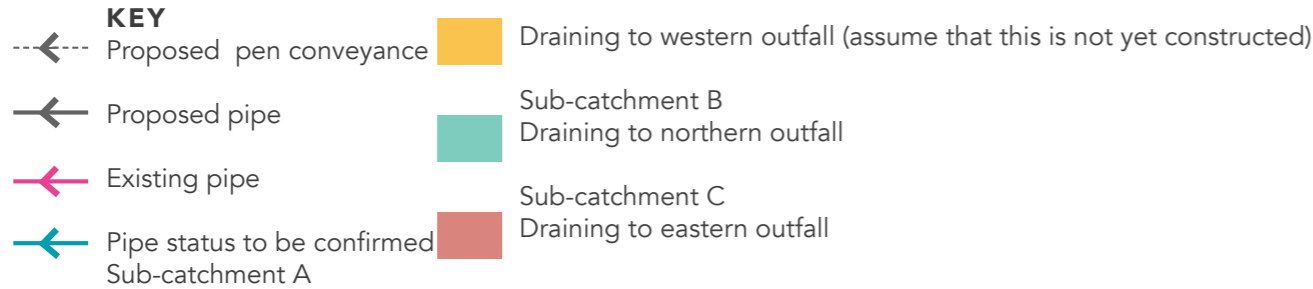 KEY
Proposed  pen conveyance
Proposed pipe
Existing pipe
Pipe status to be confirmed
Sub-catchment A
Draining to western outfall (assume that this is not yet constructed)
Sub-catchment B
Draining to northern outfall
Sub-catchment C
Draining to eastern outfall